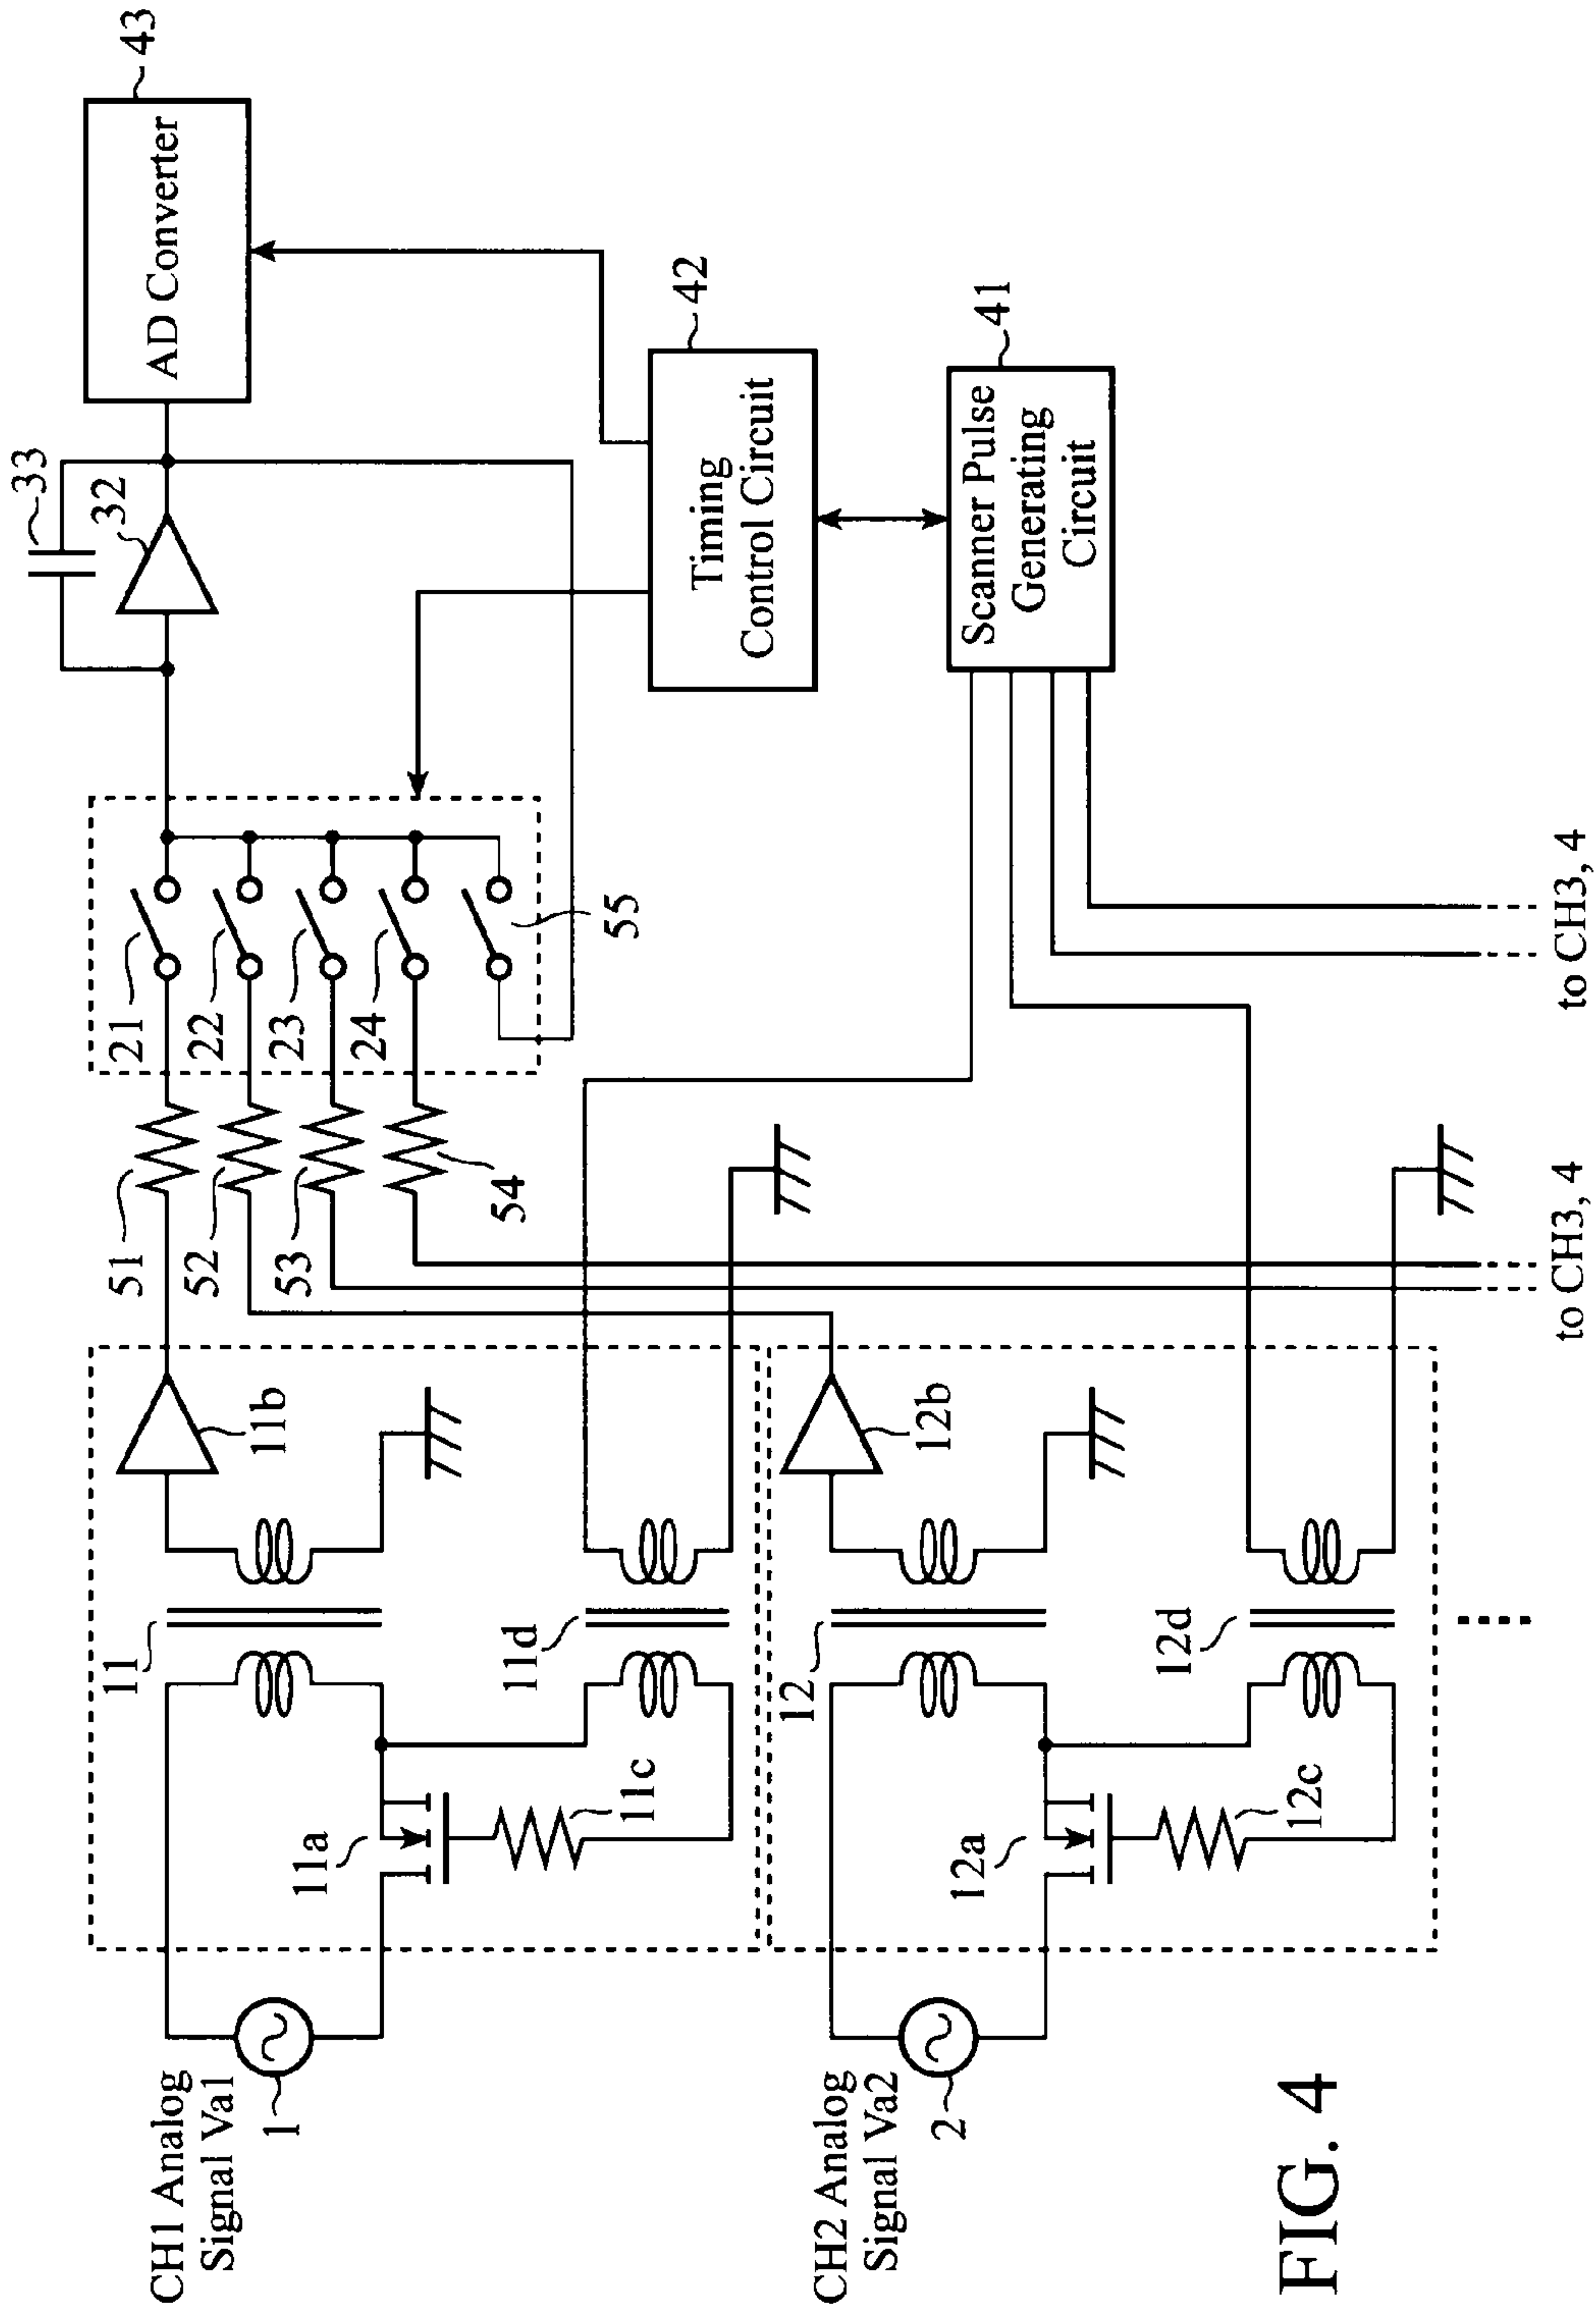 CH1 Analog
Signal Va1
1
11
11a
11b
11c
11d
CH2 Analog
Signal Va2
2
12
12a
12b
12c
12d
51
52
53
54
21
22
23
24
55
33
32
AD Converter
43
Timing
Control Circuit
42
Scanner Pulse
Generating
Circuit
41
to CH3, 4
to CH3, 4
FIG. 4